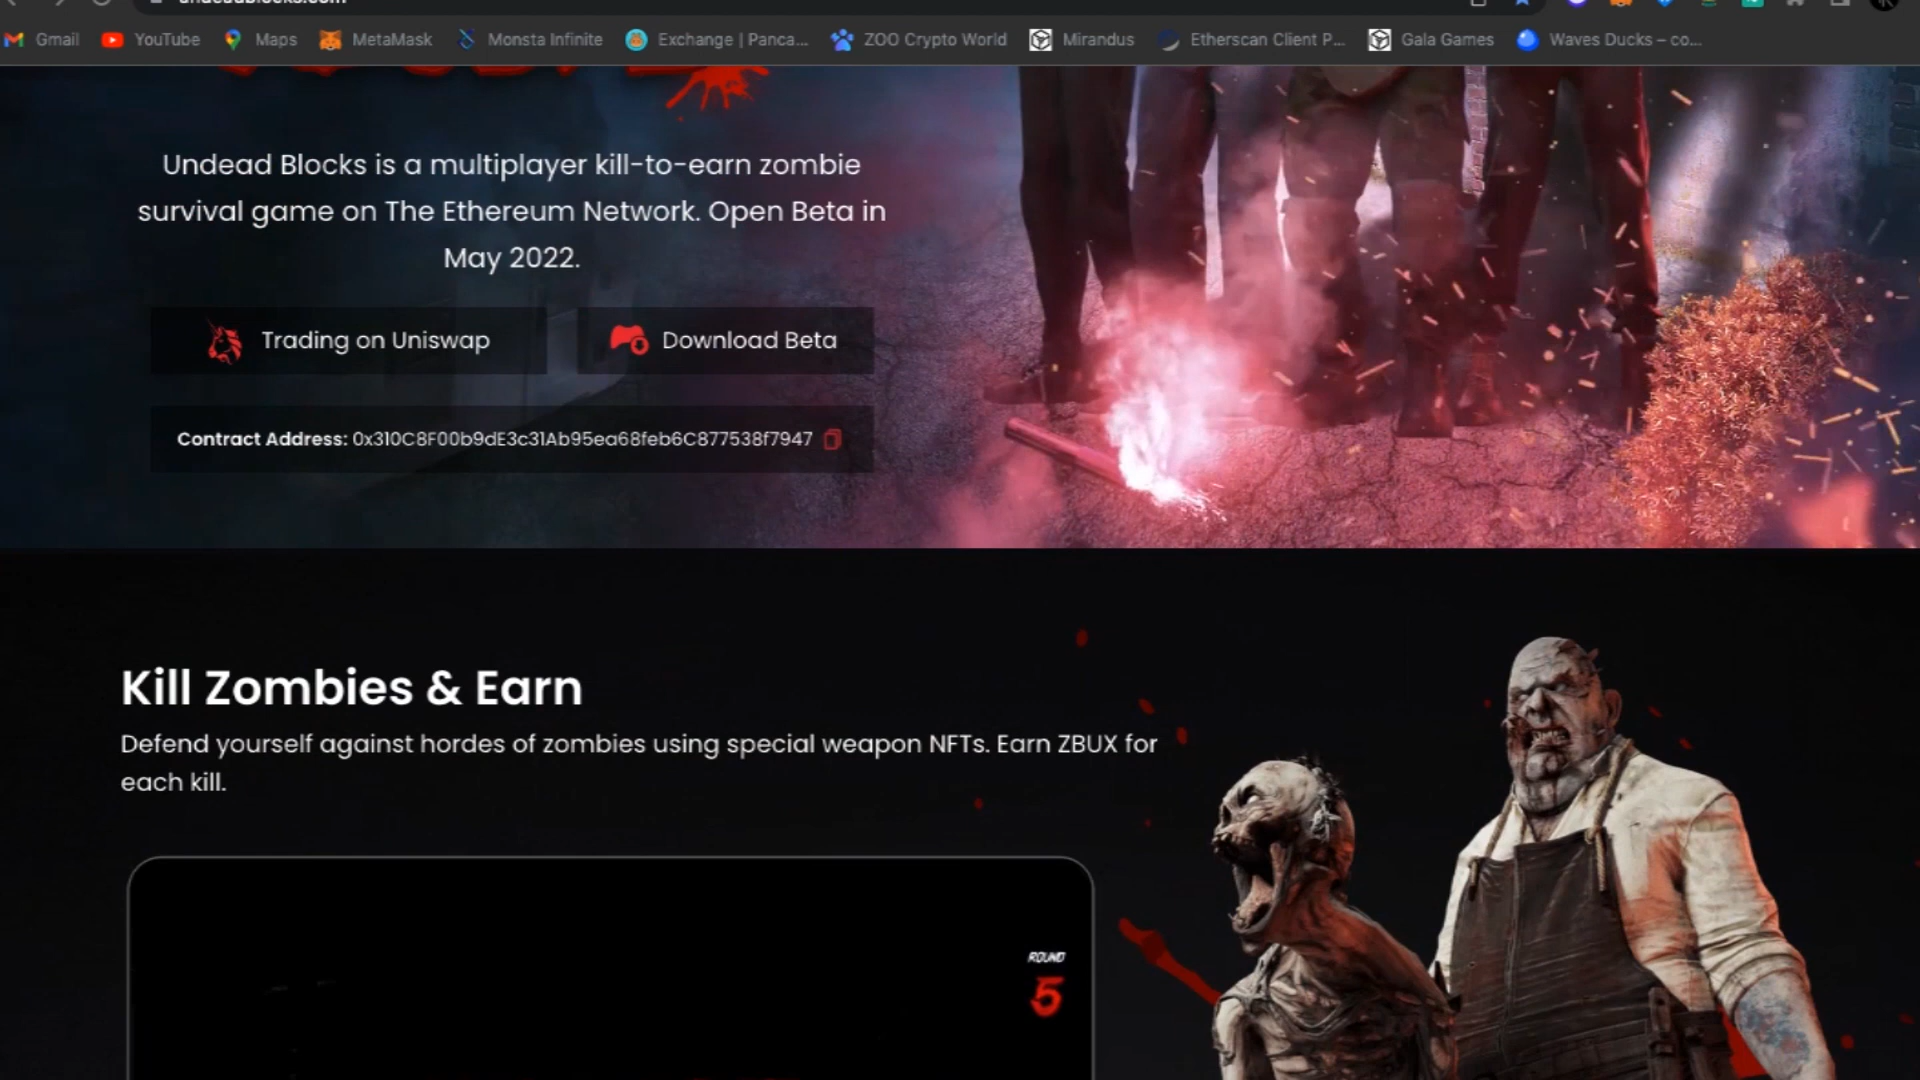 Gmail YouTube Maps MetaMask Monsta Infinite Exchange | Panca... ZOO Crypto World Mirandus Etherscan Client P... Gala Games Waves Ducks – co...
Undead Blocks is a multiplayer kill-to-earn zombie
survival game on The Ethereum Network. Open Beta in
May 2022.
Trading on Uniswap
Download Beta
Contract Address: 0x310C8F00b9dE3c31Ab95ea68feb6C877538f7947
Kill Zombies & Earn
Defend yourself against hordes of zombies using special weapon NFTs. Earn ZBUX for
each kill.
ROUND
5